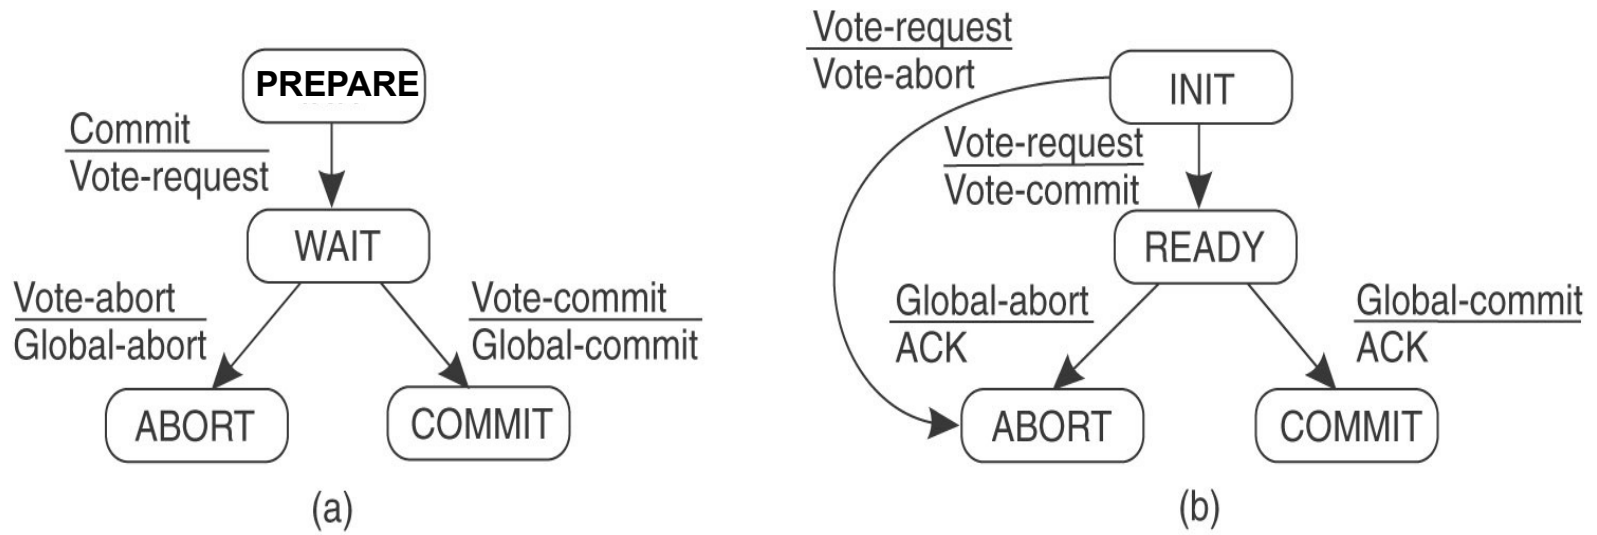 PREPARE
Commit
Vote-request
WAIT
Vote-abort
Global-abort
Vote-commit
Global-commit
ABORT
COMMIT
(a)
Vote-request
Vote-abort
INIT
Vote-request
Vote-commit
READY
Global-abort
ACK
Global-commit
ACK
ABORT
COMMIT
(b)